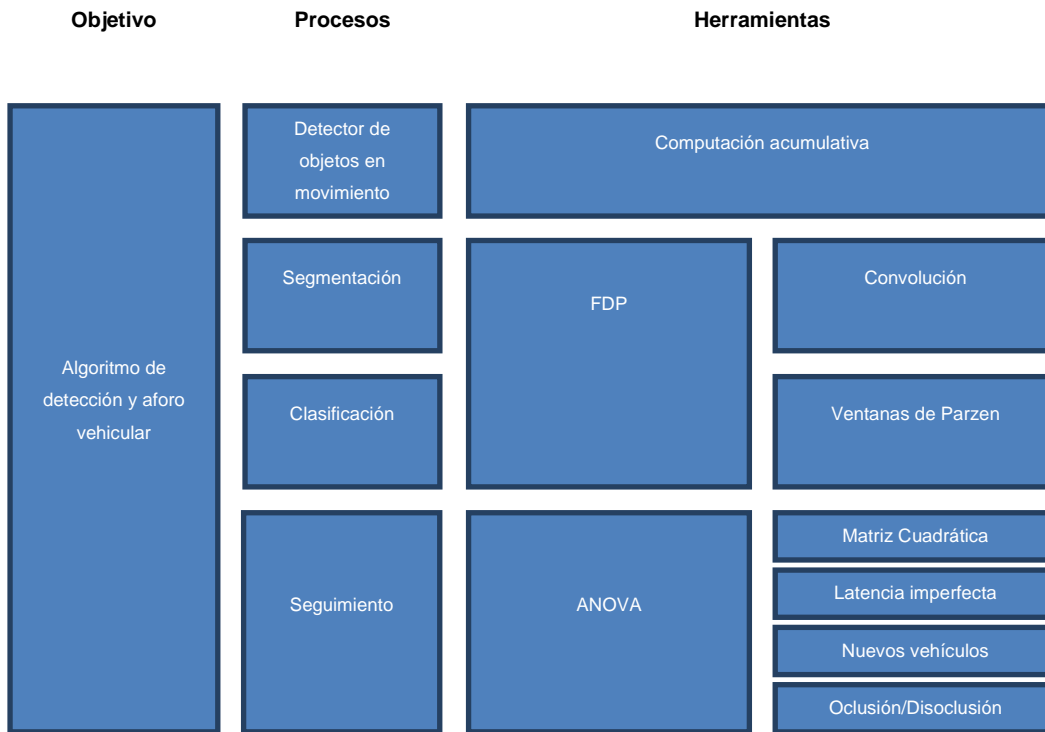 Objetivo
Procesos
Herramientas
Algoritmo de
detección y aforo
vehicular
Detector de
objetos en
movimiento
Computación acumulativa
Segmentación
FDP
Convolución
Clasificación
Ventanas de Parzen
Seguimiento
ANOVA
Matriz Cuadrática
Latencia imperfecta
Nuevos vehículos
Oclusión/Disoclusión